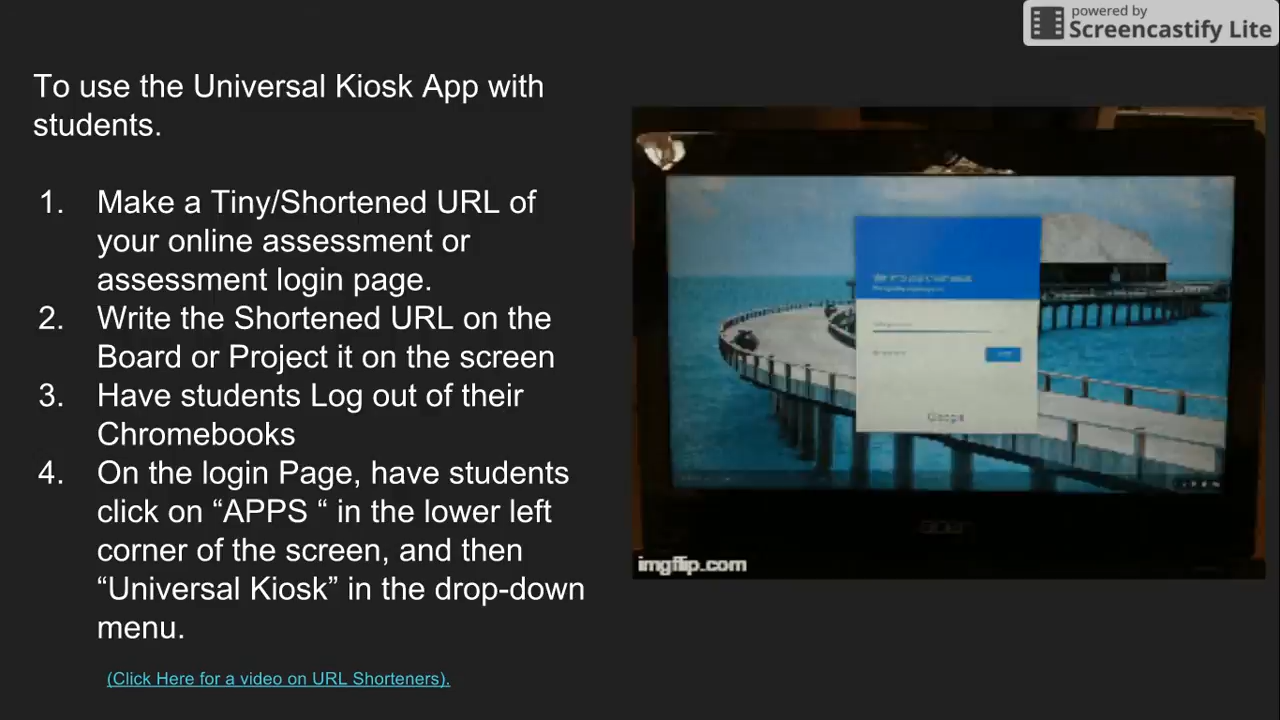 powered by
Screencastify Lite
To use the Universal Kiosk App with
students.
1. Make a Tiny/Shortened URL of
your online assessment or
assessment login page.
2. Write the Shortened URL on the
Board or Project it on the screen
3. Have students Log out of their
Chromebooks
4. On the login Page, have students
click on “APPS “ in the lower left
corner of the screen, and then
“Universal Kiosk” in the drop-down
menu.
(Click Here for a video on URL Shorteners).
Google
acer
imgflip.com